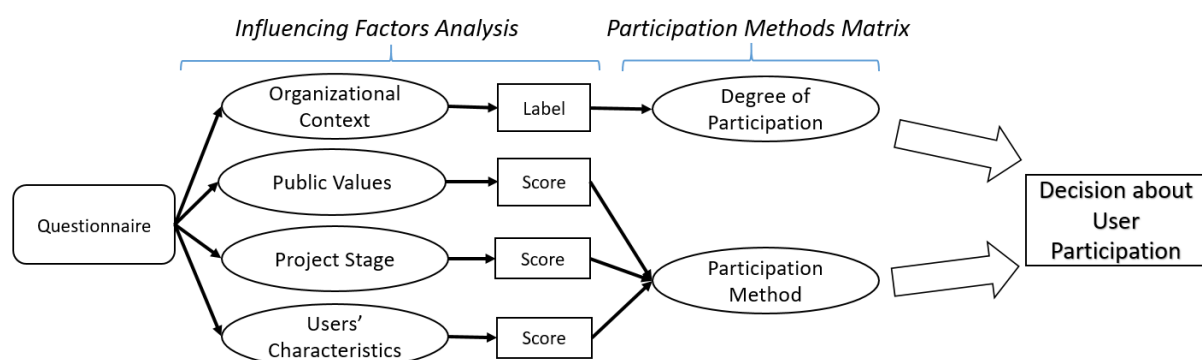 Influencing Factors Analysis
Participation Methods Matrix
Organizational
Context
Label
Degree of
Participation
Public Values
Score
Questionnaire
Decision about
User
Participation
Project Stage
Score
Participation
Method
Users’
Characteristics
Score